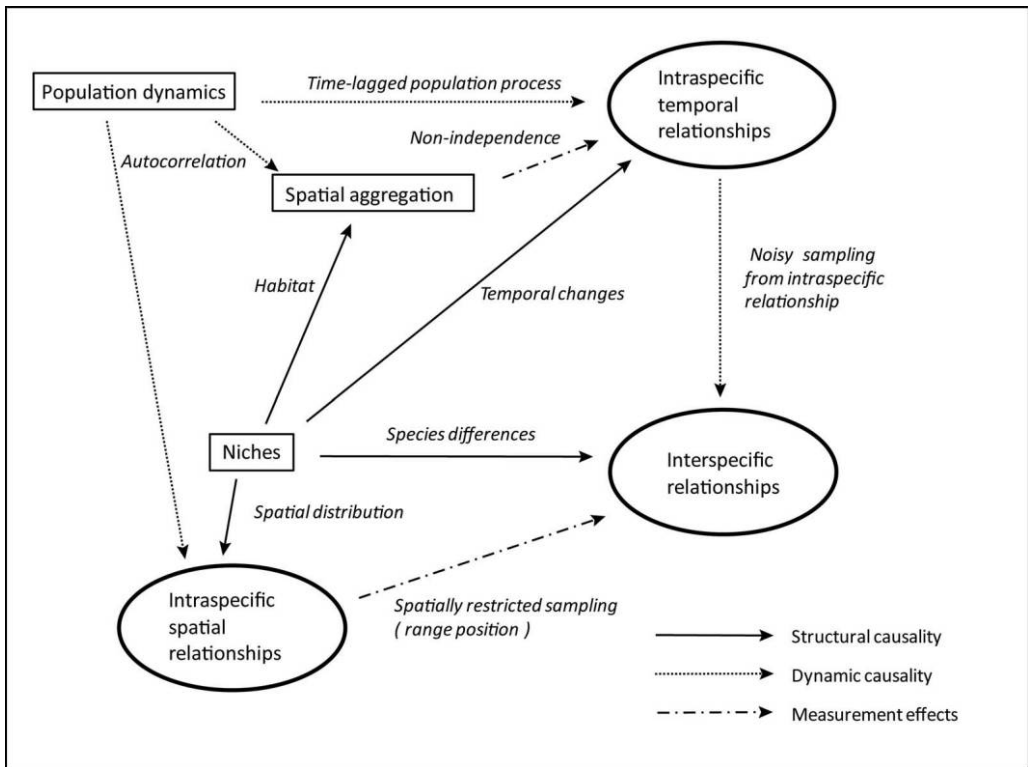 Population dynamics
Time-lagged population process
Intraspecific
temporal
relationships
Autocorrelation
Non-independence
Spatial aggregation
Habitat
Temporal changes
Noisy sampling
from intraspecific
relationship
Niches
Species differences
Interspecific
relationships
Spatial distribution
Intraspecific
spatial
relationships
Spatially restricted sampling
( range position )
Structural causality
Dynamic causality
Measurement effects